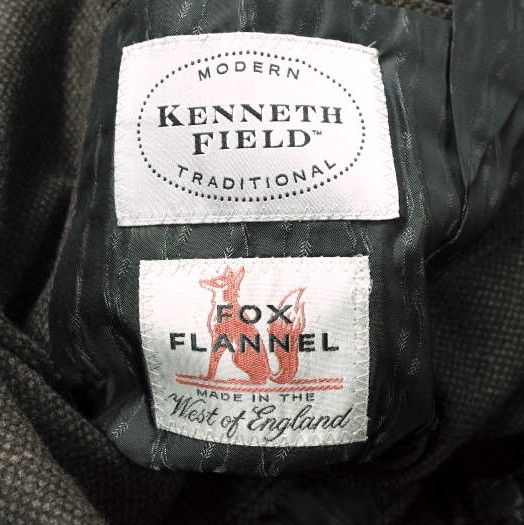 MODERN
KENNETH
FIELD™
TRADITIONAL
FOX
FLANNEL
MADE IN THE
West of England